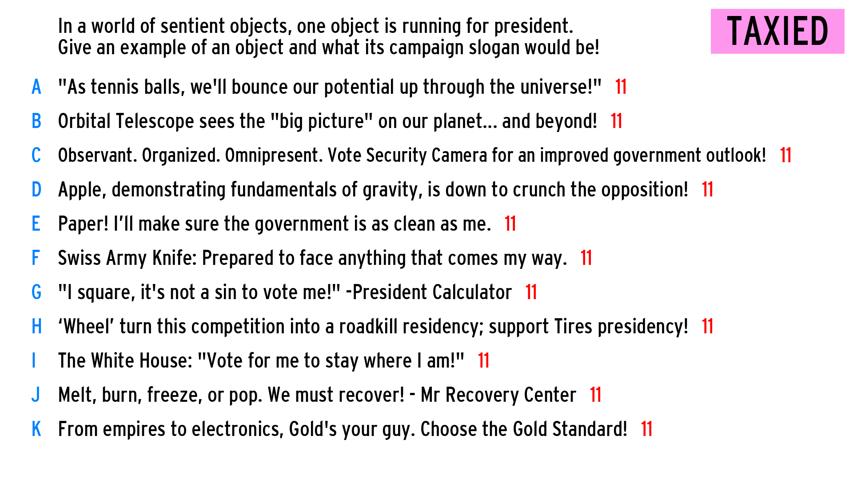 In a world of sentient objects, one object is running for president.
Give an example of an object and what its campaign slogan would be!
TAXIED
A "As tennis balls, we'll bounce our potential up through the universe!" 11
B Orbital Telescope sees the "big picture" on our planet... and beyond! 11
C Observant. Organized. Omnipresent. Vote Security Camera for an improved government outlook! 11
D Apple, demonstrating fundamentals of gravity, is down to crunch the opposition! 11
E Paper! I’ll make sure the government is as clean as me. 11
F Swiss Army Knife: Prepared to face anything that comes my way. 11
G "I square, it's not a sin to vote me!" -President Calculator 11
H ‘Wheel’ turn this competition into a roadkill residency; support Tires presidency! 11
I The White House: "Vote for me to stay where I am!" 11
J Melt, burn, freeze, or pop. We must recover! - Mr Recovery Center 11
K From empires to electronics, Gold's your guy. Choose the Gold Standard! 11